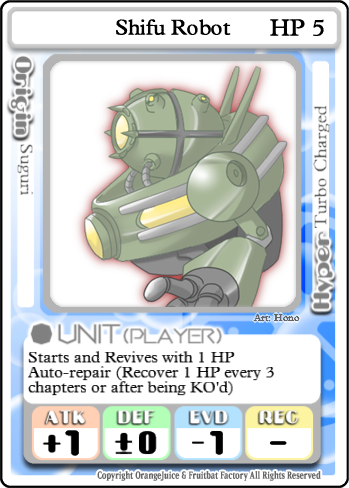 Shifu Robot HP 5
Origin Suguri
Hyper Turbo Charged
Art: Hono
UNIT (PLAYER)
Starts and Revives with 1 HP
Auto-repair (Recover 1 HP every 3
chapters or after being KO'd)
ATK DEF EVD REC
+1 ±0 -1 -
Copyright Orangejuice & Fruitbat Factory All Rights Reserved